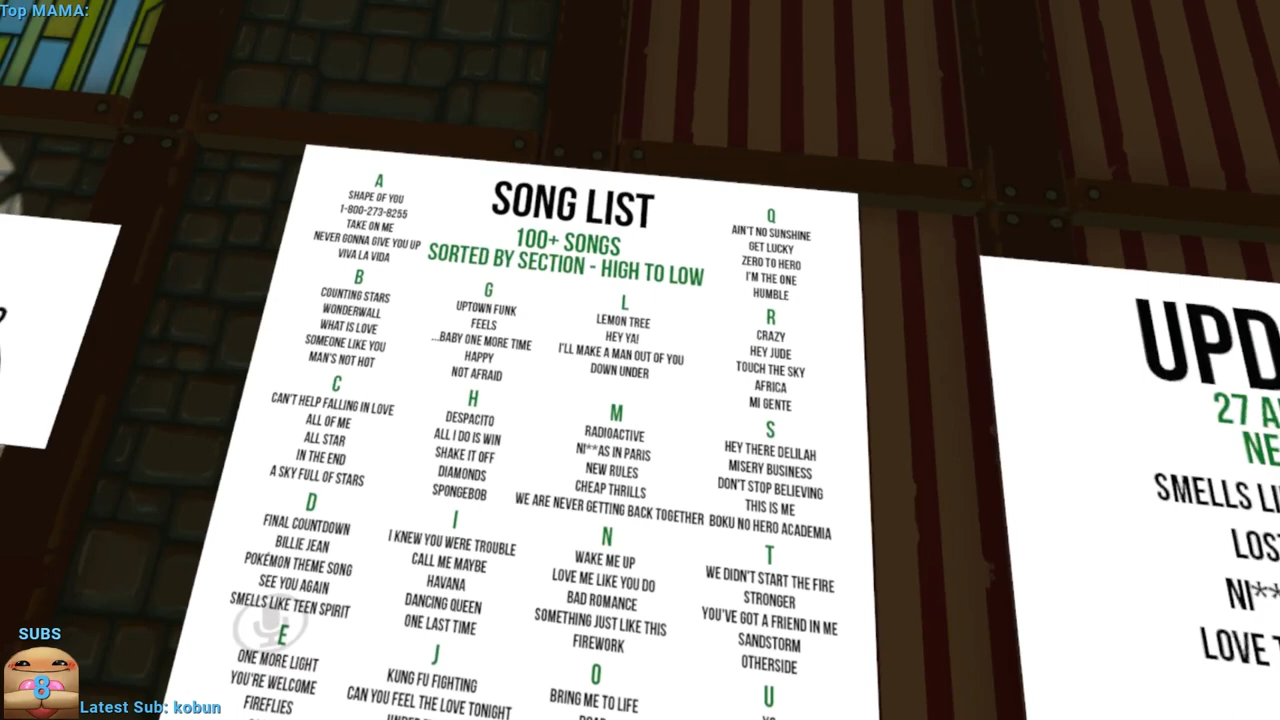 Top MAMA:
SONG LIST
100+ SONGS
SORTED BY SECTION - HIGH TO LOW
A
SHAPE OF YOU
1-800-273-8255
TAKE ON ME
NEVER GONNA GIVE YOU UP
VIVA LA VIDA
B
COUNTING STARS
WONDERWALL
WHAT IS LOVE
SOMEONE LIKE YOU
MAN'S NOT HOT
C
CAN'T HELP FALLING IN LOVE
ALL OF ME
ALL STAR
IN THE END
A SKY FULL OF STARS
D
FINAL COUNTDOWN
BILLIE JEAN
POKÉMON THEME SONG
SEE YOU AGAIN
SMELLS LIKE TEEN SPIRIT
E
ONE MORE LIGHT
YOU'RE WELCOME
FIREFLIES
G
UPTOWN FUNK
FEELS
...BABY ONE MORE TIME
HAPPY
NOT AFRAID
H
DESPACITO
ALL I DO IS WIN
SHAKE IT OFF
DIAMONDS
SPONGEBOB
I
I KNEW YOU WERE TROUBLE
CALL ME MAYBE
HAVANA
DANCING QUEEN
ONE LAST TIME
J
KUNG FU FIGHTING
CAN YOU FEEL THE LOVE TONIGHT
L
LEMON TREE
HEY YA!
I'LL MAKE A MAN OUT OF YOU
DOWN UNDER
M
RADIOACTIVE
NI**AS IN PARIS
NEW RULES
CHEAP THRILLS
WE ARE NEVER GETTING BACK TOGETHER
N
WAKE ME UP
LOVE ME LIKE YOU DO
BAD ROMANCE
SOMETHING JUST LIKE THIS
FIREWORK
O
BRING ME TO LIFE
Q
AIN'T NO SUNSHINE
GET LUCKY
ZERO TO HERO
I'M THE ONE
HUMBLE
R
CRAZY
HEY JUDE
TOUCH THE SKY
AFRICA
MI GENTE
S
HEY THERE DELILAH
MISERY BUSINESS
DON'T STOP BELIEVING
THIS IS ME
BOKU NO HERO ACADEMIA
T
WE DIDN'T START THE FIRE
STRONGER
YOU'VE GOT A FRIEND IN ME
SANDSTORM
OTHERSIDE
U
UPD
27 A
NE
SMELLS LI
LOS
NI**
LOVE
SUBS
8
Latest Sub: kobun